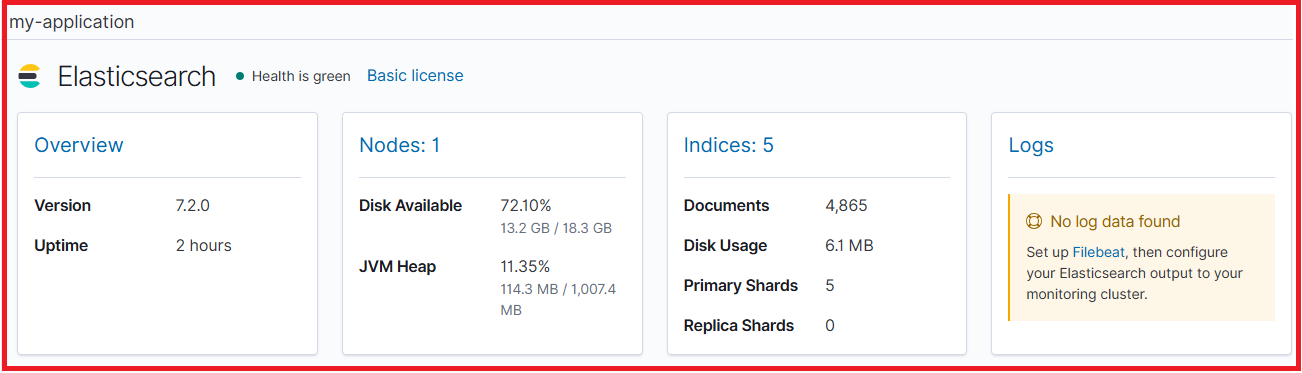 my-application
Elasticsearch Health is green Basic license
Overview
Version 7.2.0
Uptime 2 hours
Nodes: 1
Disk Available 72.10%
13.2 GB / 18.3 GB
JVM Heap 11.35%
114.3 MB / 1,007.4
MB
Indices: 5
Documents 4,865
Disk Usage 6.1 MB
Primary Shards 5
Replica Shards 0
Logs
No log data found
Set up Filebeat, then configure
your Elasticsearch output to your
monitoring cluster.